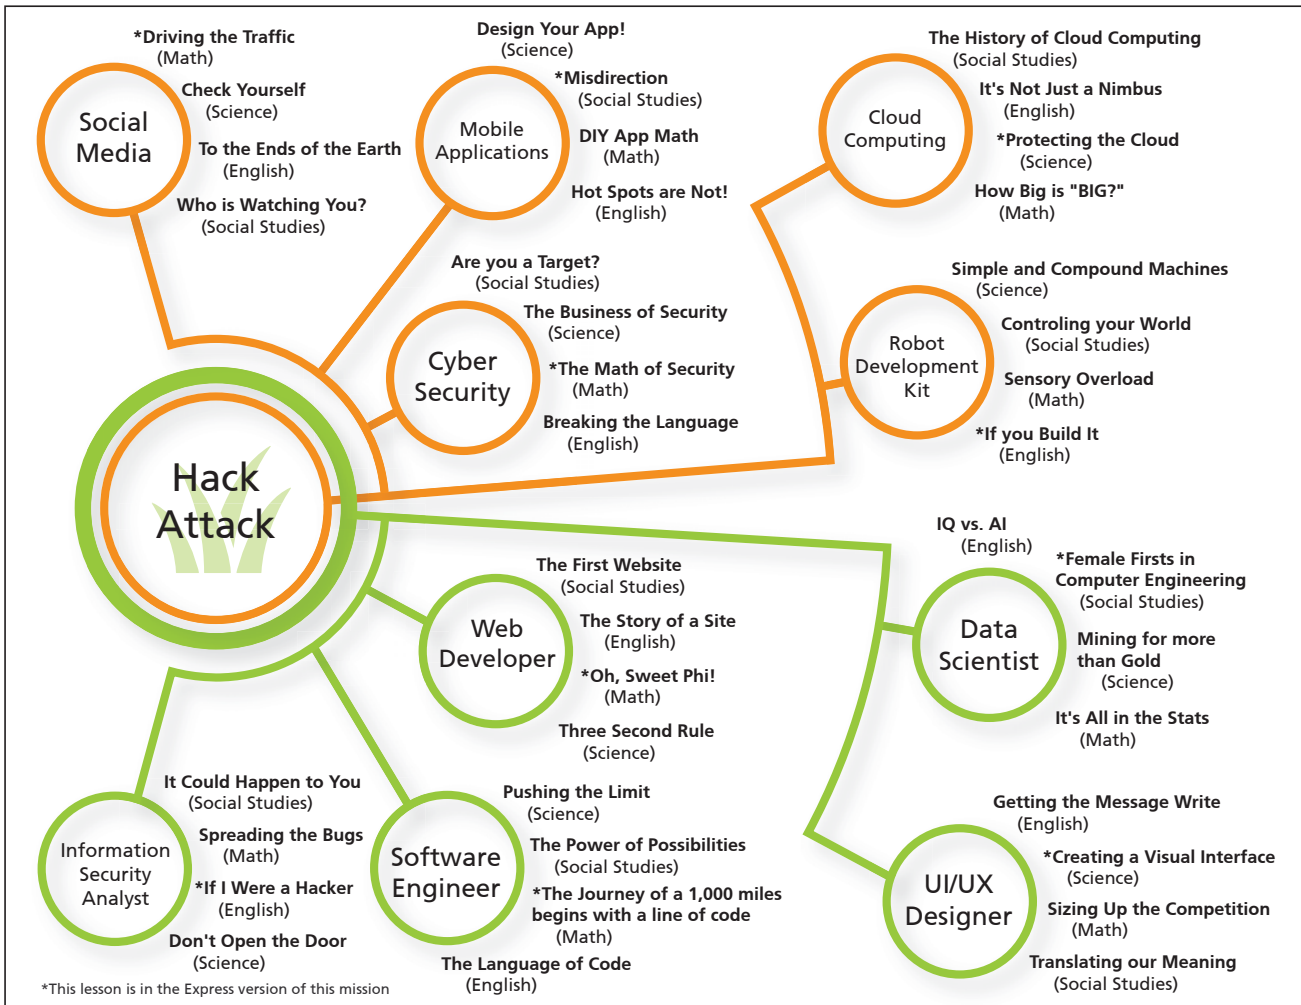 *Driving the Traffic
(Math)
Check Yourself
(Science)
To the Ends of the Earth
(English)
Who is Watching You?
(Social Studies)
Social
Media
Design Your App!
(Science)
*Misdirection
(Social Studies)
DIY App Math
(Math)
Hot Spots are Not!
(English)
Mobile
Applications
The History of Cloud Computing
(Social Studies)
It's Not Just a Nimbus
(English)
*Protecting the Cloud
(Science)
How Big is "BIG?"
(Math)
Cloud
Computing
Are you a Target?
(Social Studies)
The Business of Security
(Science)
*The Math of Security
(Math)
Breaking the Language
(English)
Cyber
Security
Simple and Compound Machines
(Science)
Controling your World
(Social Studies)
Sensory Overload
(Math)
*If you Build It
(English)
Robot
Development
Kit
Hack
Attack
IQ vs. AI
(English)
*Female Firsts in
Computer Engineering
(Social Studies)
Mining for more
than Gold
(Science)
It's All in the Stats
(Math)
Data
Scientist
The First Website
(Social Studies)
The Story of a Site
(English)
*Oh, Sweet Phi!
(Math)
Three Second Rule
(Science)
Web
Developer
It Could Happen to You
(Social Studies)
Spreading the Bugs
(Math)
*If I Were a Hacker
(English)
Don't Open the Door
(Science)
Information
Security
Analyst
Pushing the Limit
(Science)
The Power of Possibilities
(Social Studies)
*The Journey of a 1,000 miles
begins with a line of code
(Math)
The Language of Code
(English)
Software
Engineer
Getting the Message Write
(English)
*Creating a Visual Interface
(Science)
Sizing Up the Competition
(Math)
Translating our Meaning
(Social Studies)
UI/UX
Designer
*This lesson is in the Express version of this mission